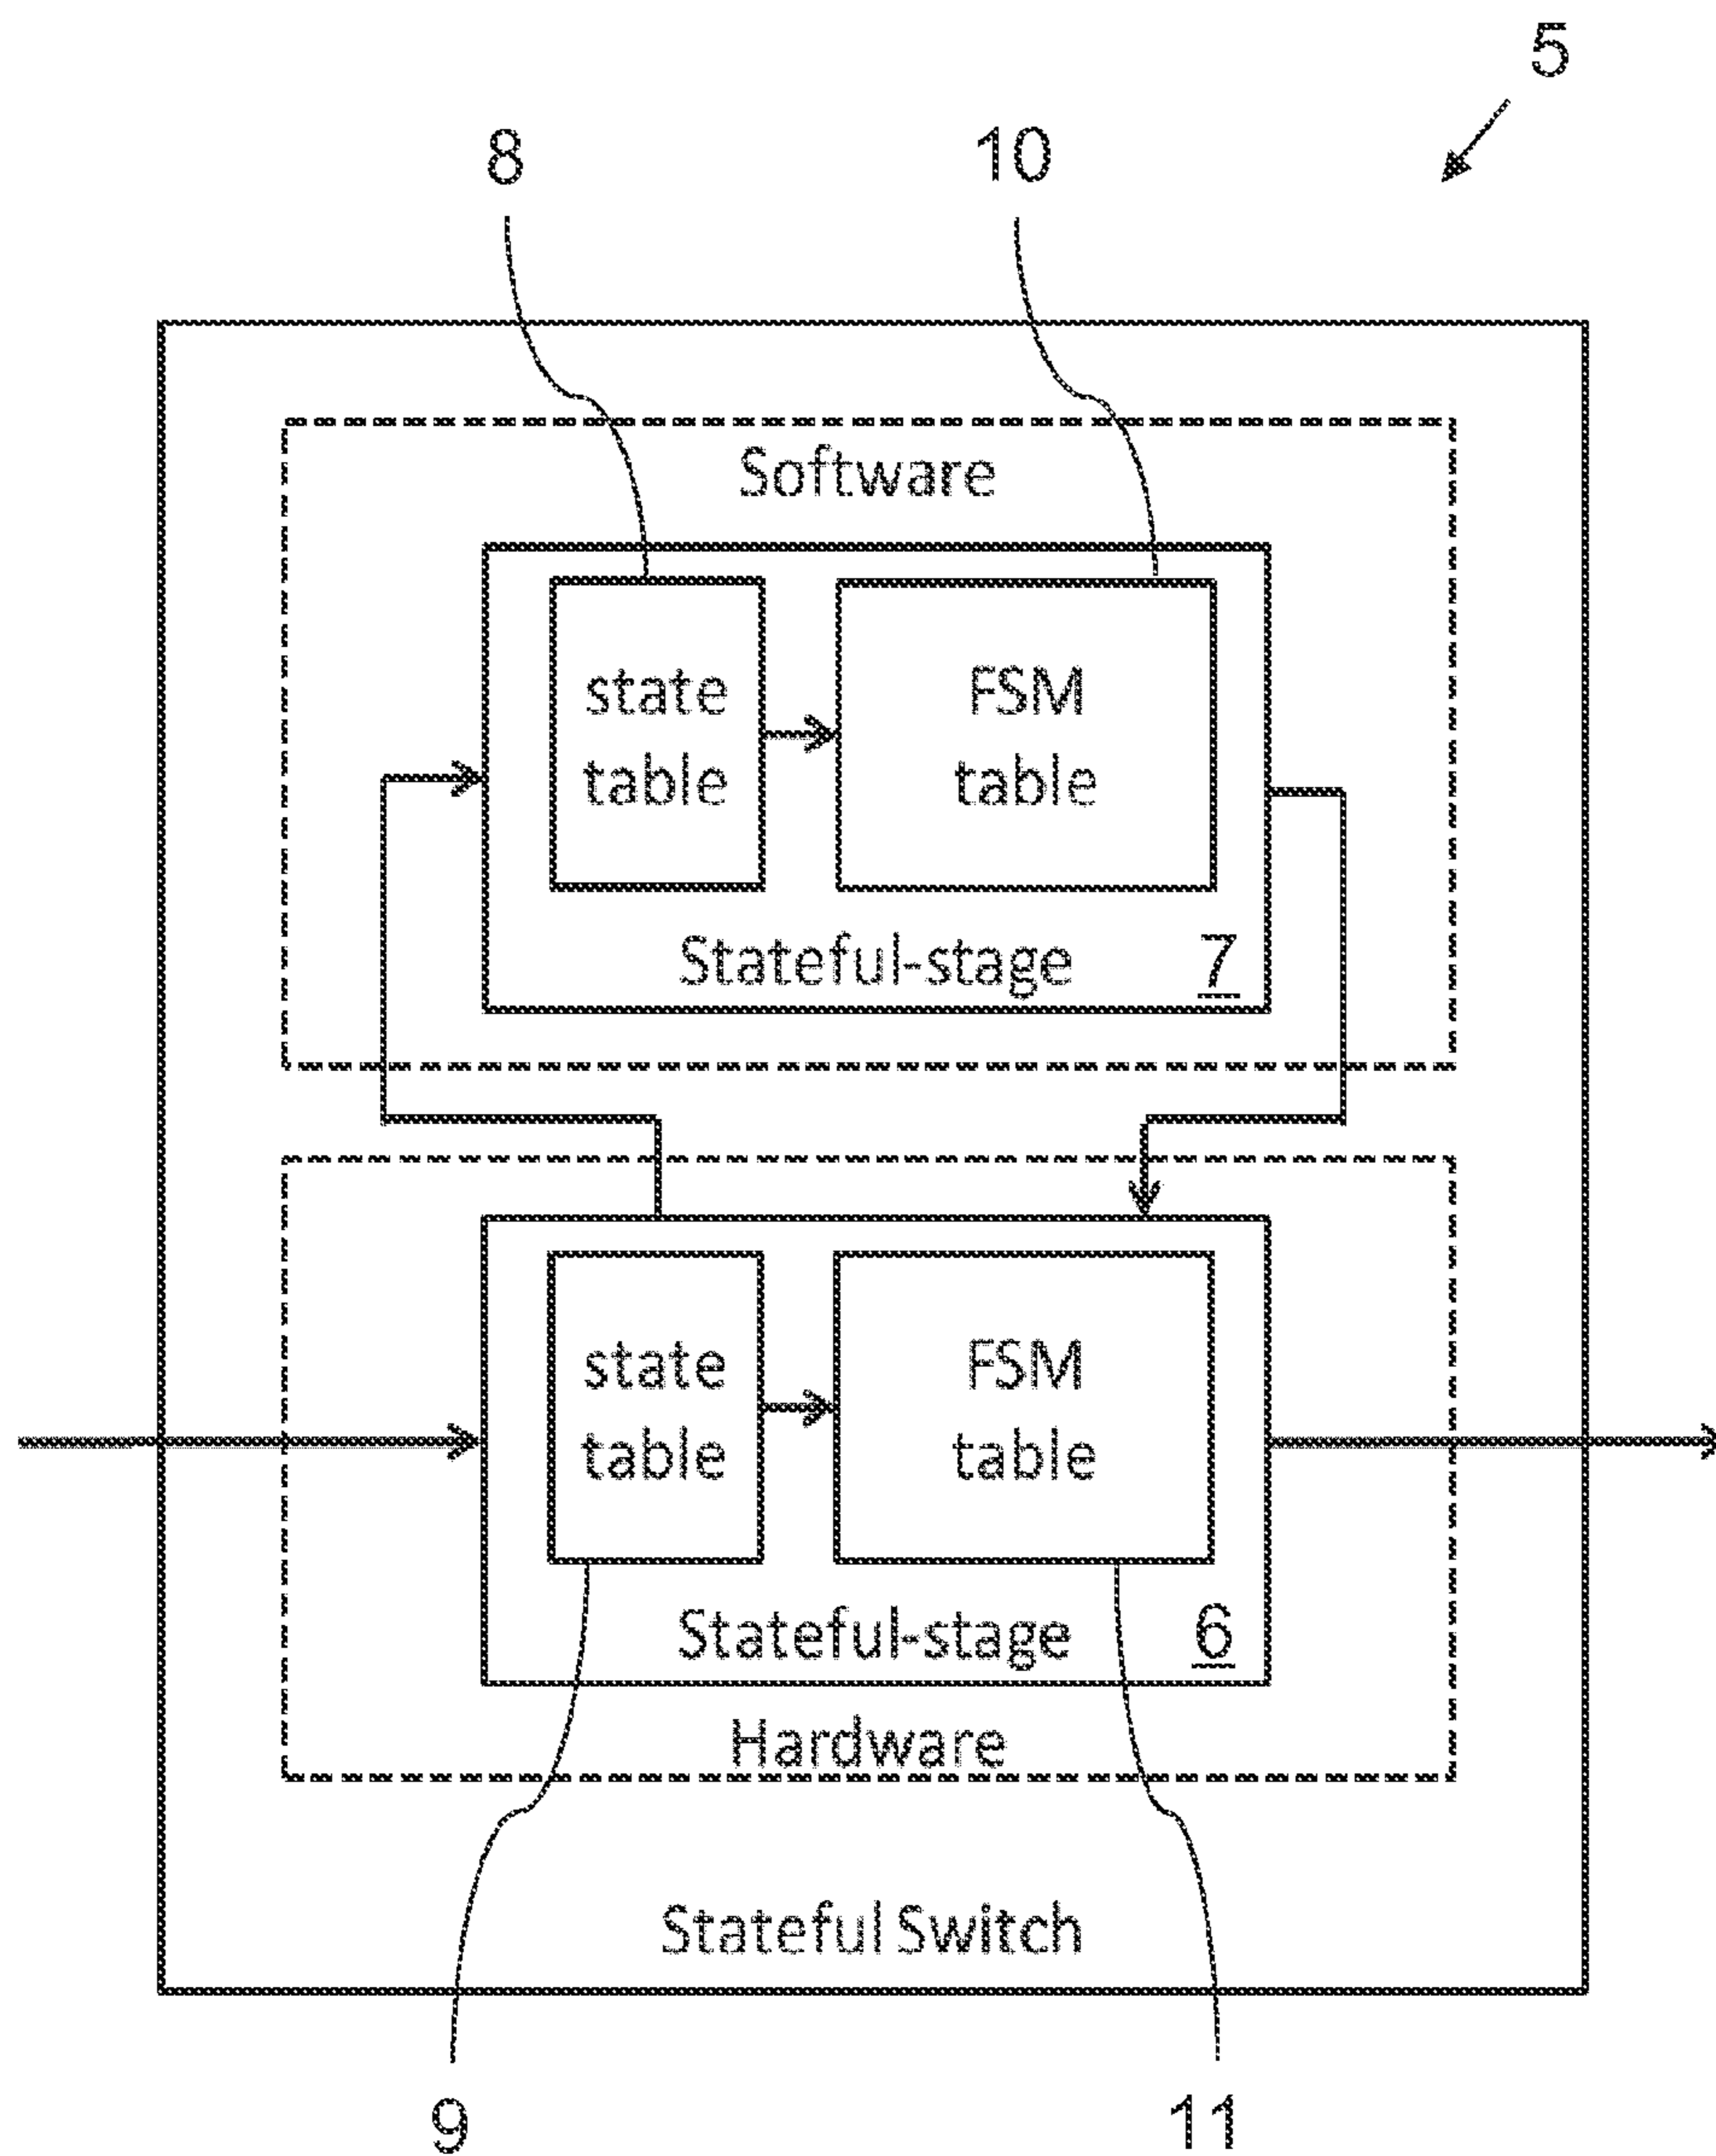 5
8
10
Software
state
table
FSM
table
Stateful-stage 7
state
table
FSM
table
Stateful-stage 6
Hardware
Stateful Switch
9
11